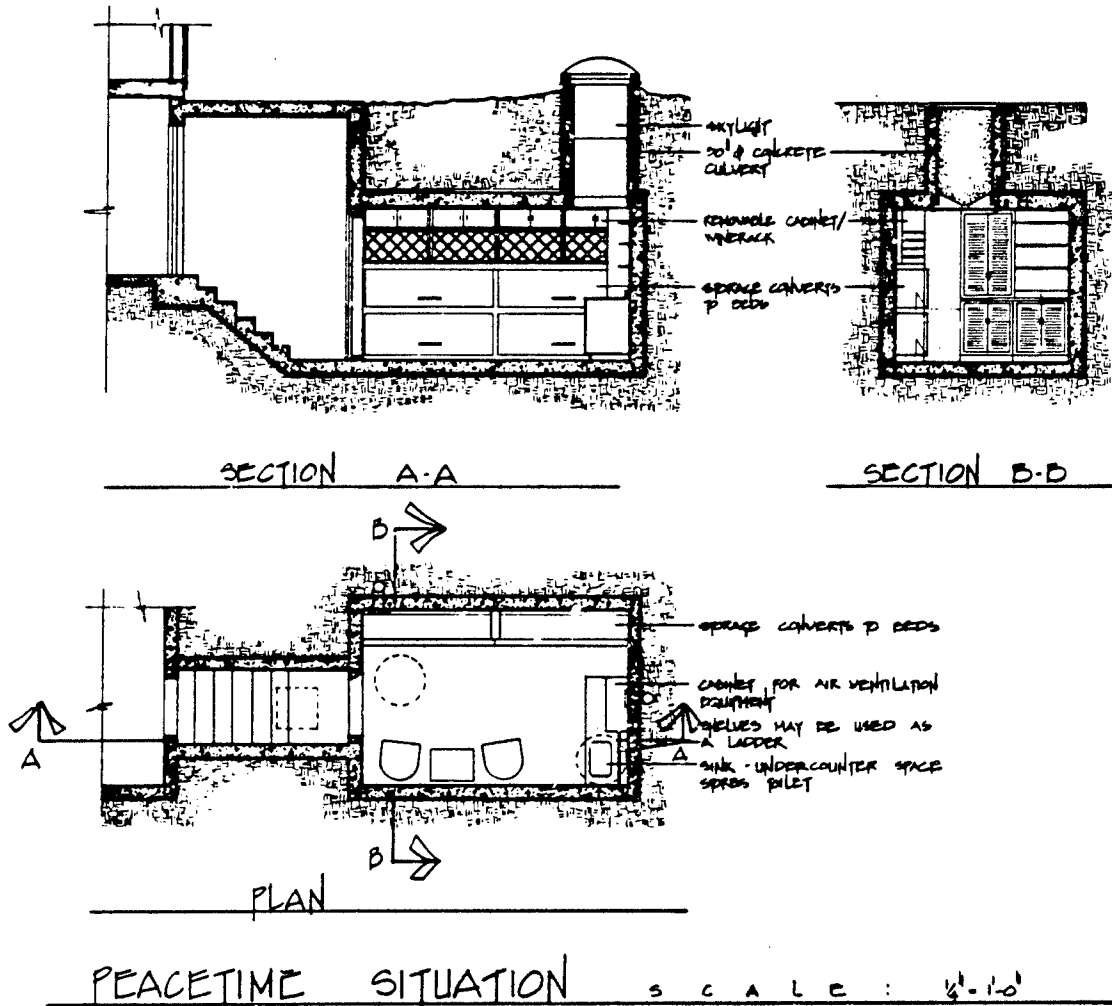 SKYLIGHT
30" Ø CONCRETE
CULVERT
REMOVABLE CABINET/
WINERACK
STORAGE CONVERTS
TO BEDS
SECTION A-A
SECTION B-B
B
STORAGE CONVERTS TO BEDS
CABINET FOR AIR VENTILATION
EQUIPMENT
SHELVES MAY BE USED AS
A LADDER
SINK - UNDERCOUNTER SPACE
STORES TOILET
A
A
B
PLAN
PEACETIME SITUATION SCALE: 1/4" - 1'-0"